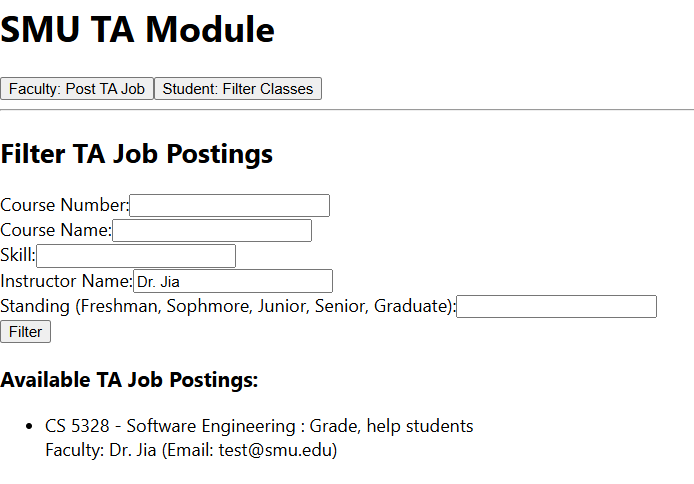 SMU TA Module
Faculty: Post TA Job Student: Filter Classes
Filter TA Job Postings
Course Number:
Course Name:
Skill:
Instructor Name: Dr. Jia
Standing (Freshman, Sophmore, Junior, Senior, Graduate):
Filter
Available TA Job Postings:
• CS 5328 - Software Engineering : Grade, help students
Faculty: Dr. Jia (Email: test@smu.edu)